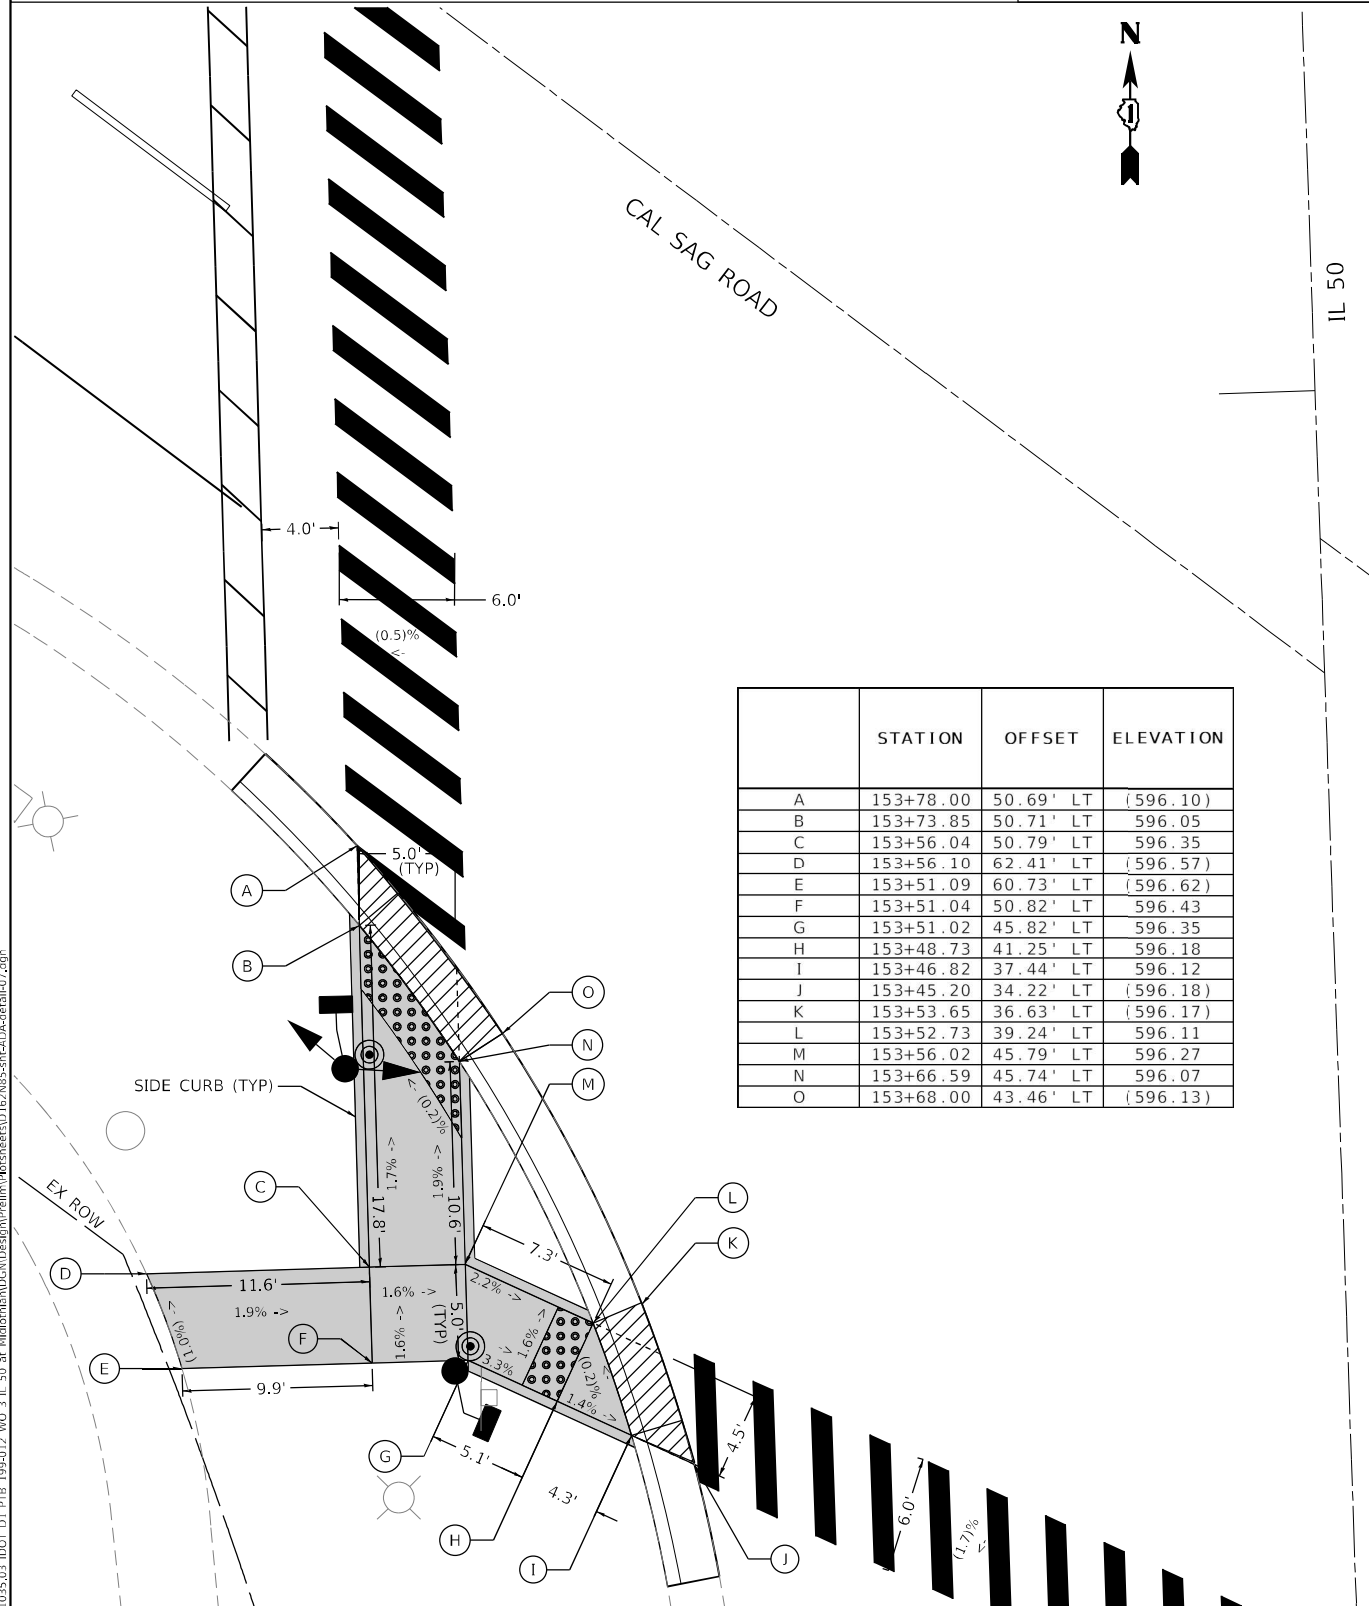 N
1
CAL SAG ROAD
IL 50
4.0'
6.0'
(0.5)%
<-
STATION OFFSET ELEVATION
A 153+78.00 50.69' LT (596.10)
B 153+73.85 50.71' LT 596.05
C 153+56.04 50.79' LT 596.35
D 153+56.10 62.41' LT (596.57)
E 153+51.09 60.73' LT (596.62)
F 153+51.04 50.82' LT 596.43
G 153+51.02 45.82' LT 596.35
H 153+48.73 41.25' LT 596.18
I 153+46.82 37.44' LT 596.12
J 153+45.20 34.22' LT (596.18)
K 153+53.65 36.63' LT (596.17)
L 153+52.73 39.24' LT 596.11
M 153+56.02 45.79' LT 596.27
N 153+66.59 45.74' LT 596.07
O 153+68.00 43.46' LT (596.13)
5.0'
(TYP)
A
B
O
N
M
SIDE CURB (TYP)
<- (0.2)%
1.7% ->
1.9% ->
17.8'
10.6'
C
L
K
EX ROW
D
7.3'
11.6'
2.2% ->
1.6% ->
1.9% ->
5.0'
(TYP)
1.6% ->
1.6% ->
(1.0%) ->
F
3.3% ->
(0.2)% <-
E
9.9'
1.4% ->
4.5'
G
5.1'
4.3'
6.0'
(1.7)%
<-
H
I
J